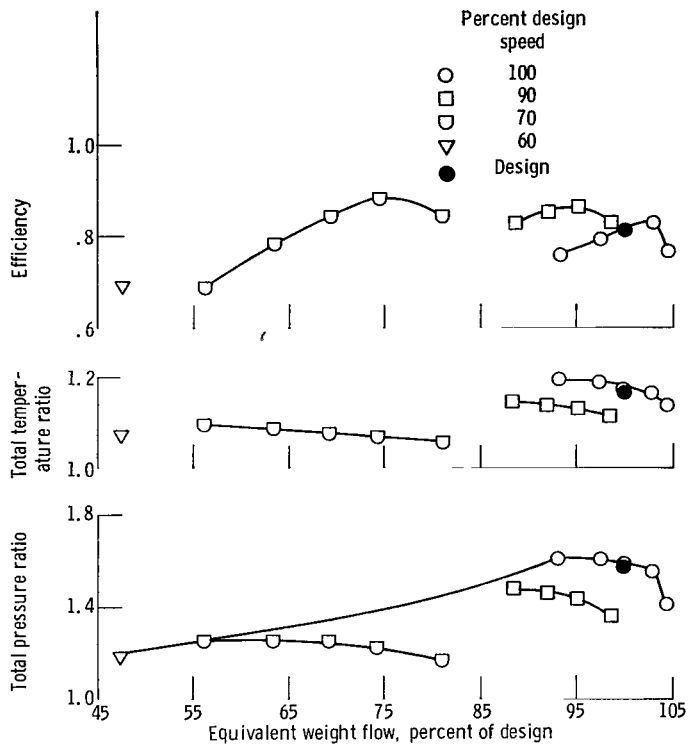 Percent design
speed
100
90
70
60
Design
1.0
.8
.6
Efficiency
1.2
1.0
Total temper-
ature ratio
1.8
1.4
1.0
Total pressure ratio
45
55
65
75
85
95
105
Equivalent weight flow, percent of design